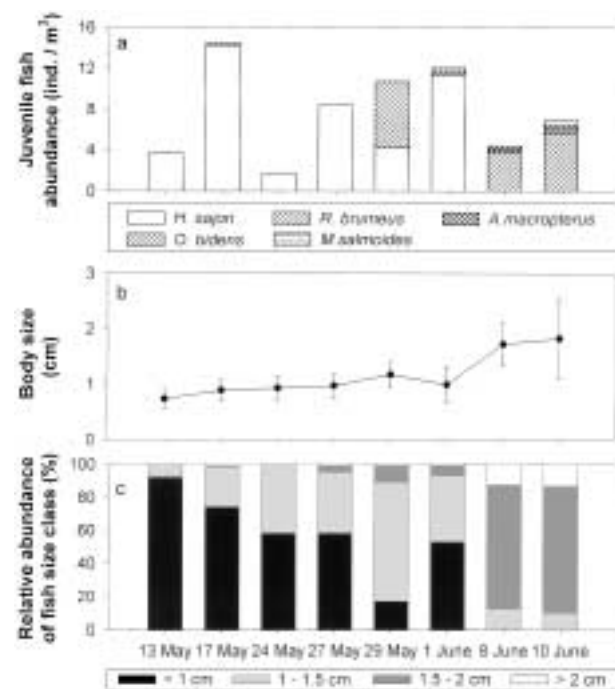 Juvenile fish
abundance (ind. / m³)
16
12
8
4
0
a
H. sajori R. brumeus A macropterus
O. bidens M salmoides
Body size
(cm)
3
2
1
0
b
Relative abundance
of fish size class (%)
100
80
60
40
20
0
c
13 May 17 May 24 May 27 May 29 May 1 June 8 June 10 June
< 1 cm 1 - 1.5 cm 1.5 - 2 cm > 2 cm